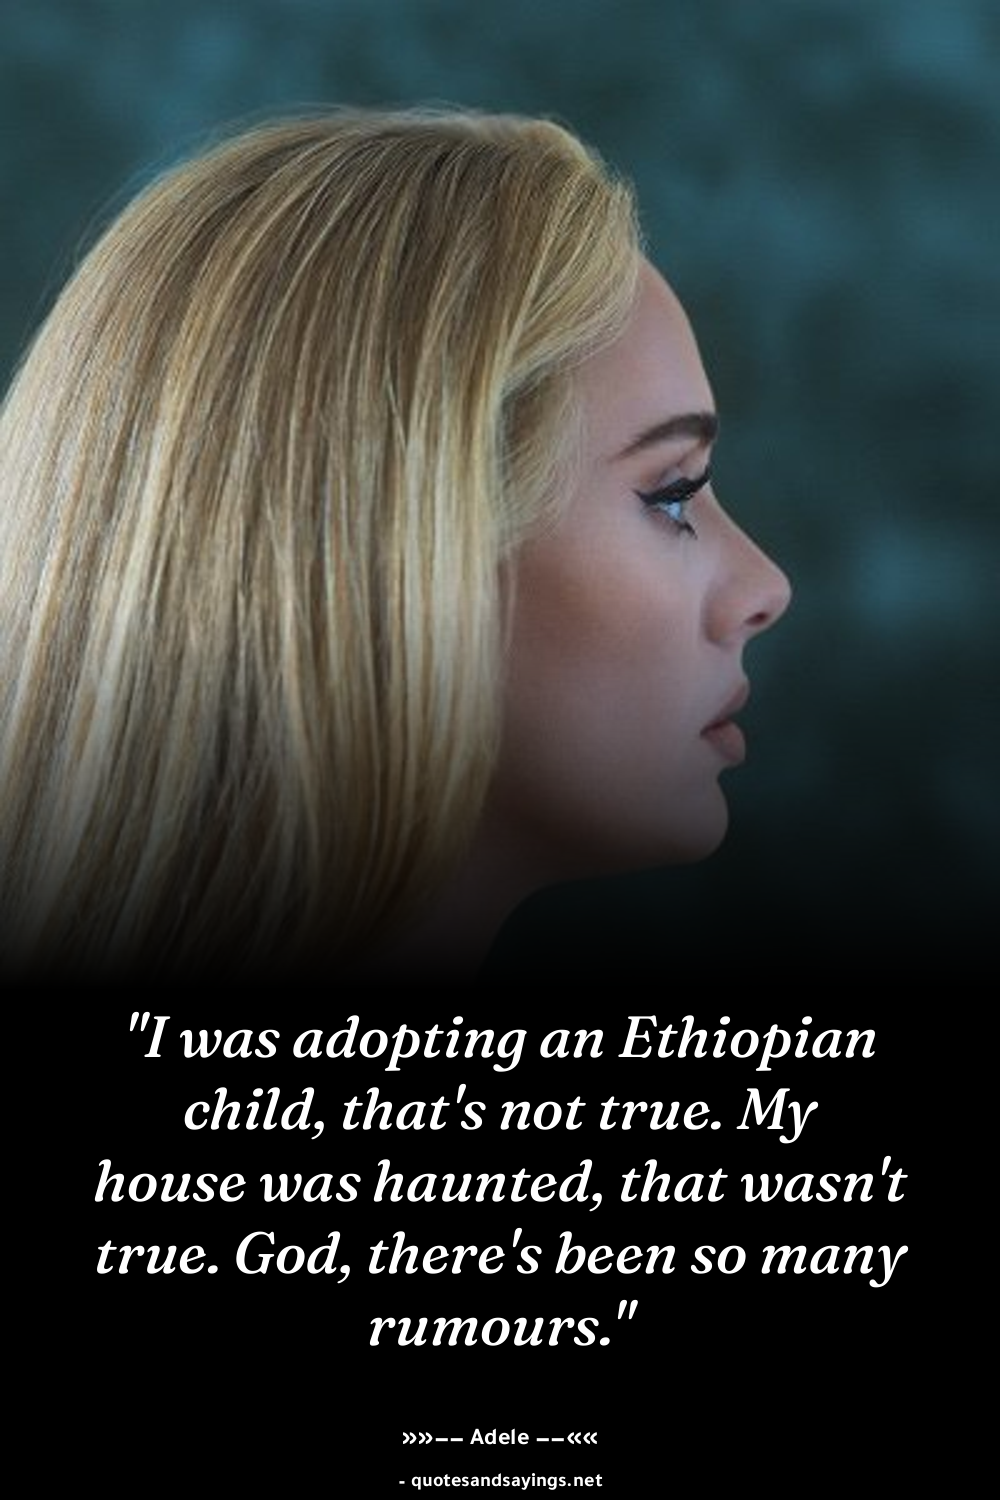 "I was adopting an Ethiopian
child, that's not true. My
house was haunted, that wasn't
true. God, there's been so many
rumours."
»»–– Adele ––««
- quotesandsayings.net